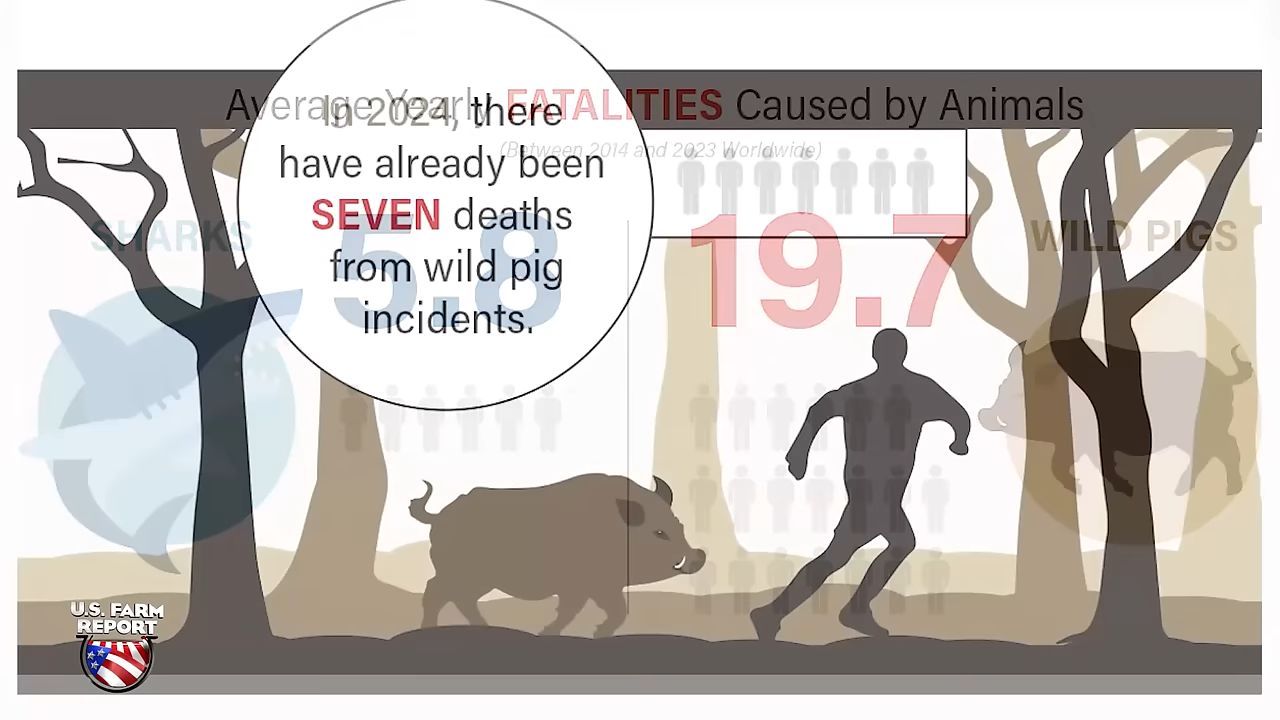 Average Yearly FATALITIES Caused by Animals
(Between 2014 and 2023 Worldwide)
In 2024, there
have already been
SEVEN deaths
from wild pig
incidents.
SHARKS
5.8
19.7
WILD PIGS
U.S. FARM
REPORT